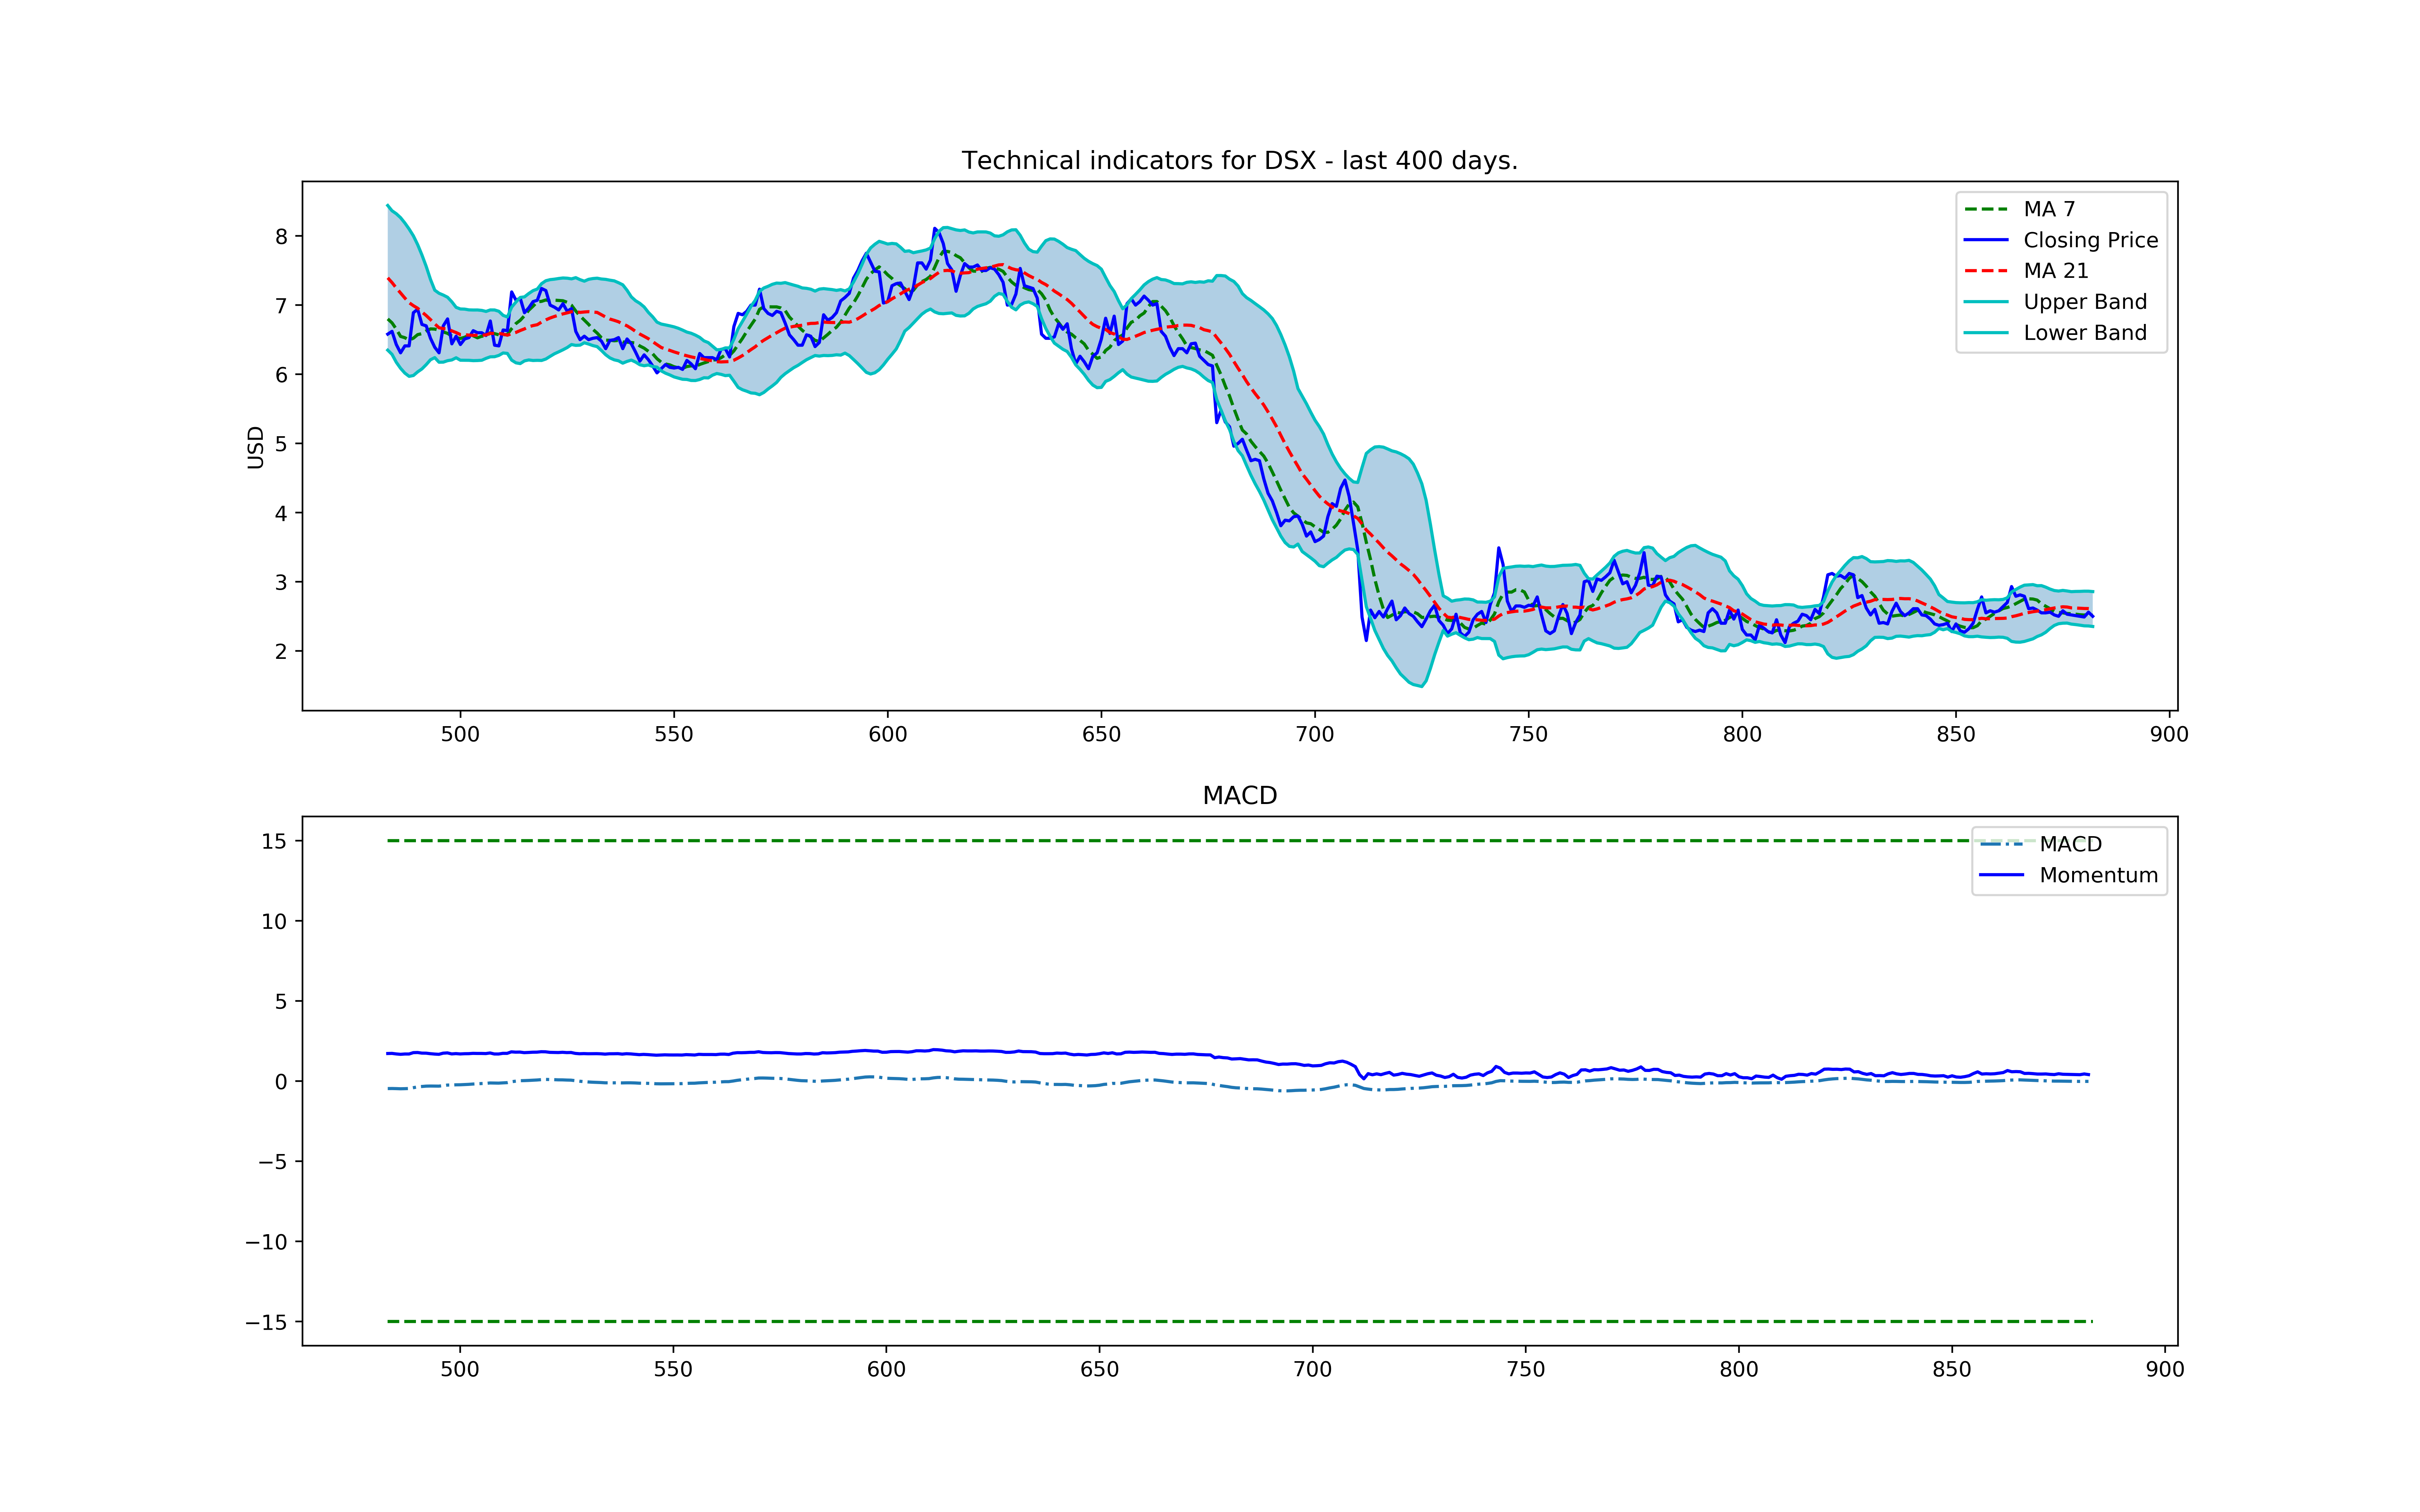 Technical indicators for DSX - last 400 days.
MA 7
Closing Price
MA 21
Upper Band
Lower Band
8
7
6
5
4
3
2
USD
500 550 600 650 700 750 800 850 900
MACD
MACD
Momentum
15
10
5
0
−5
−10
−15
500 550 600 650 700 750 800 850 900